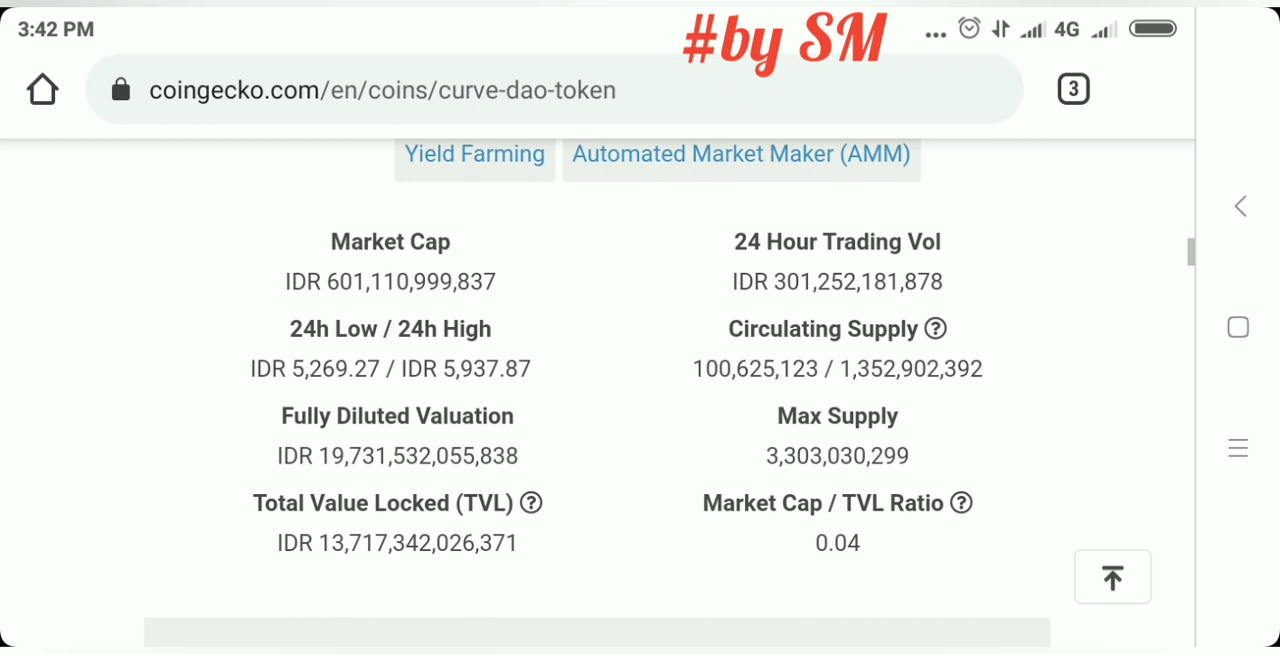 3:42 PM
#by SM
... 4G
coingecko.com/en/coins/curve-dao-token
3
Yield Farming
Automated Market Maker (AMM)
Market Cap
IDR 601,110,999,837
24 Hour Trading Vol
IDR 301,252,181,878
24h Low / 24h High
IDR 5,269.27 / IDR 5,937.87
Circulating Supply ?
100,625,123 / 1,352,902,392
Fully Diluted Valuation
IDR 19,731,532,055,838
Max Supply
3,303,030,299
Total Value Locked (TVL) ?
IDR 13,717,342,026,371
Market Cap / TVL Ratio ?
0.04